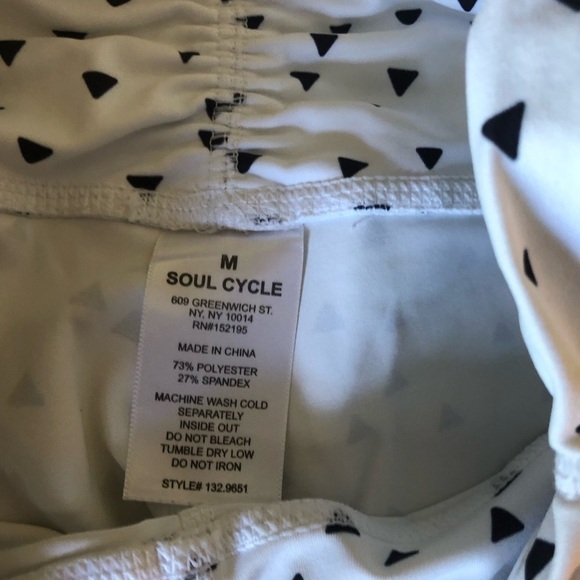 M
SOUL CYCLE
609 GREENWICH ST.
NY, NY 10014
RN#152195
MADE IN CHINA
73% POLYESTER
27% SPANDEX
MACHINE WASH COLD
SEPARATELY
INSIDE OUT
DO NOT BLEACH
TUMBLE DRY LOW
DO NOT IRON
STYLE# 132.9651